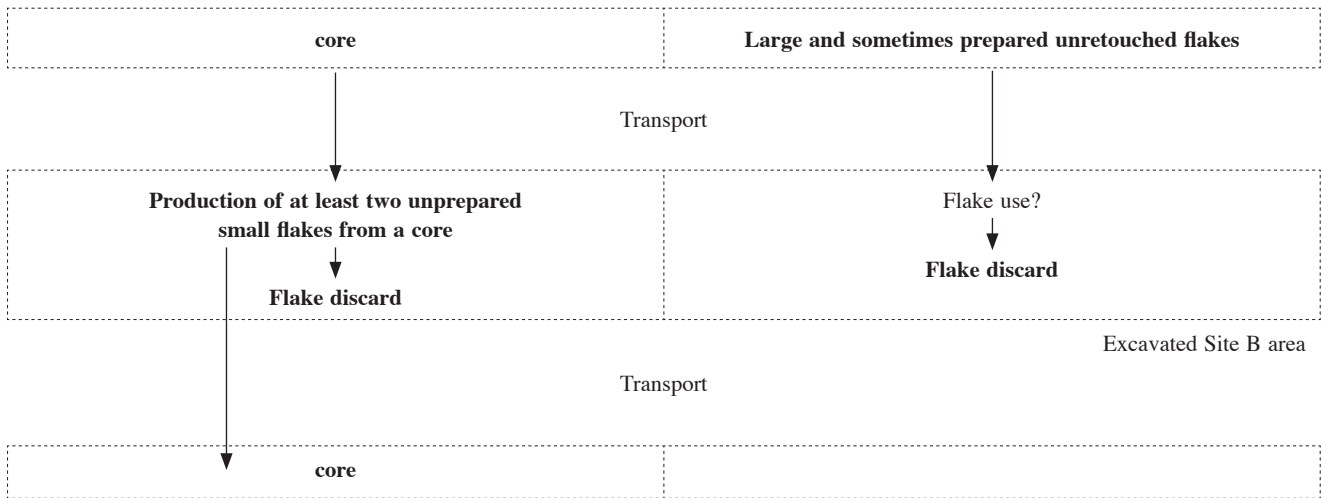 core
Large and sometimes prepared unretouched flakes
Transport
Production of at least two unprepared
small flakes from a core
Flake discard
Flake use?
Flake discard
Excavated Site B area
Transport
core